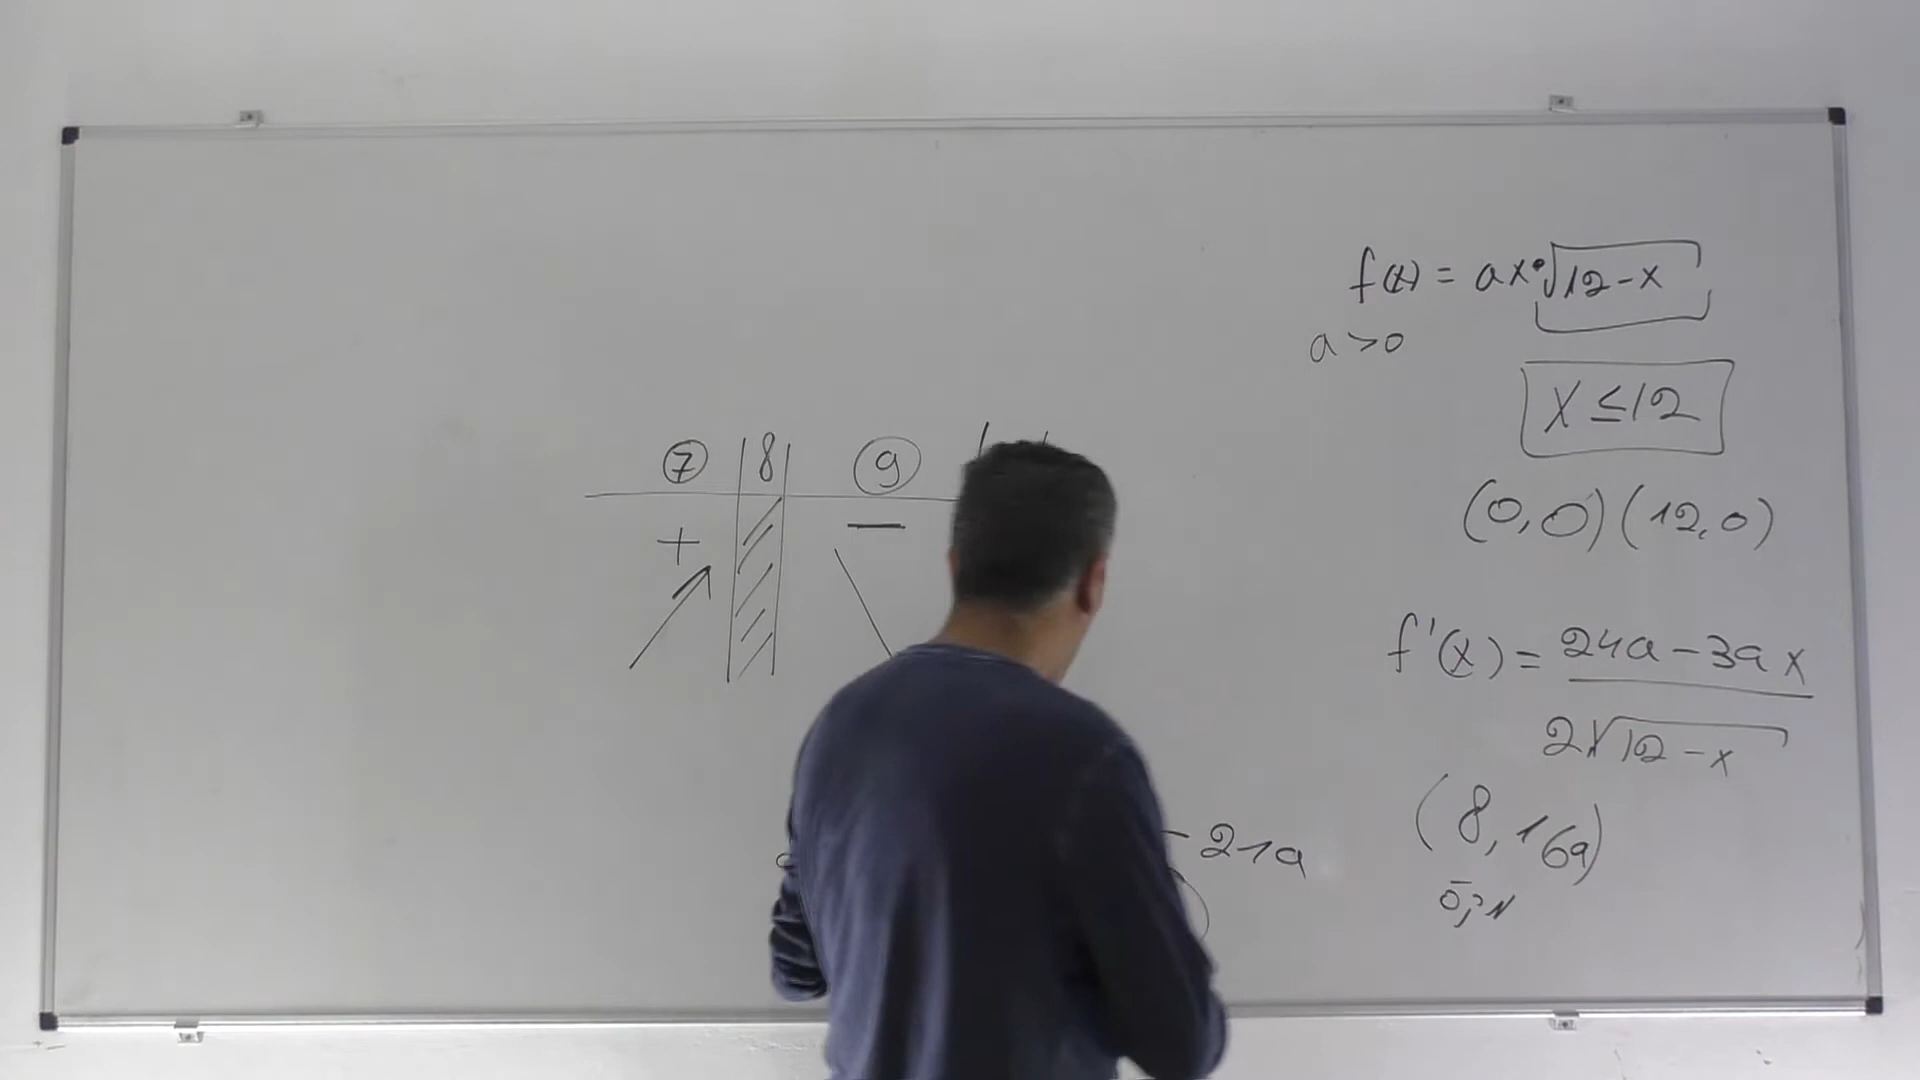 f(x) = ax·√12-x
a>0
X ≤12
(0,0) (12,0)
7 | 8 | 9
+ —
f'(x) = 24a-3ax
2√12-x
(8,16a)
- 21a